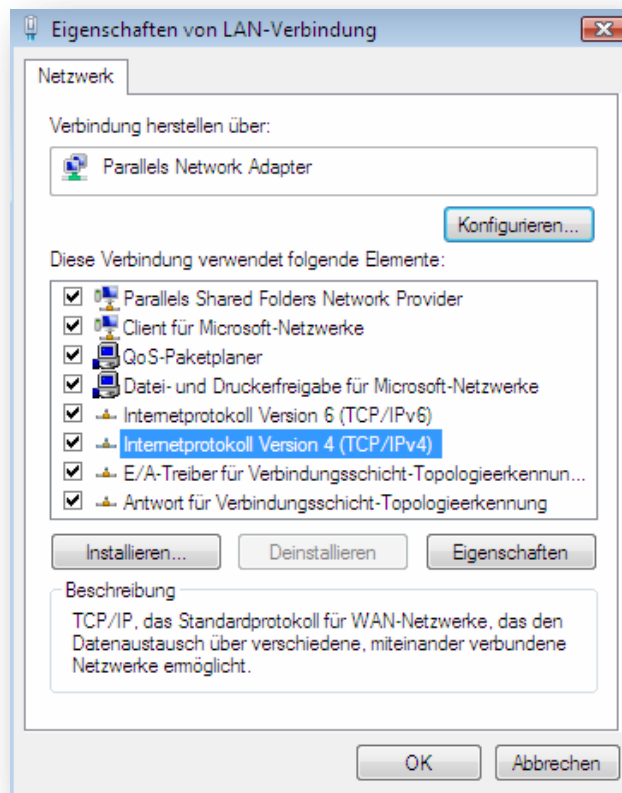 Eigenschaften von LAN-Verbindung
Netzwerk
Verbindung herstellen über:
Parallels Network Adapter
Konfigurieren...
Diese Verbindung verwendet folgende Elemente:
Parallels Shared Folders Network Provider
Client für Microsoft-Netzwerke
QoS-Paketplaner
Datei- und Druckerfreigabe für Microsoft-Netzwerke
Internetprotokoll Version 6 (TCP/IPv6)
Internetprotokoll Version 4 (TCP/IPv4)
E/A-Treiber für Verbindungsschicht-Topologieerkennun...
Antwort für Verbindungsschicht-Topologieerkennung
Installieren... Deinstallieren Eigenschaften
Beschreibung
TCP/IP, das Standardprotokoll für WAN-Netzwerke, das den
Datenaustausch über verschiedene, miteinander verbundene
Netzwerke ermöglicht.
OK Abbrechen